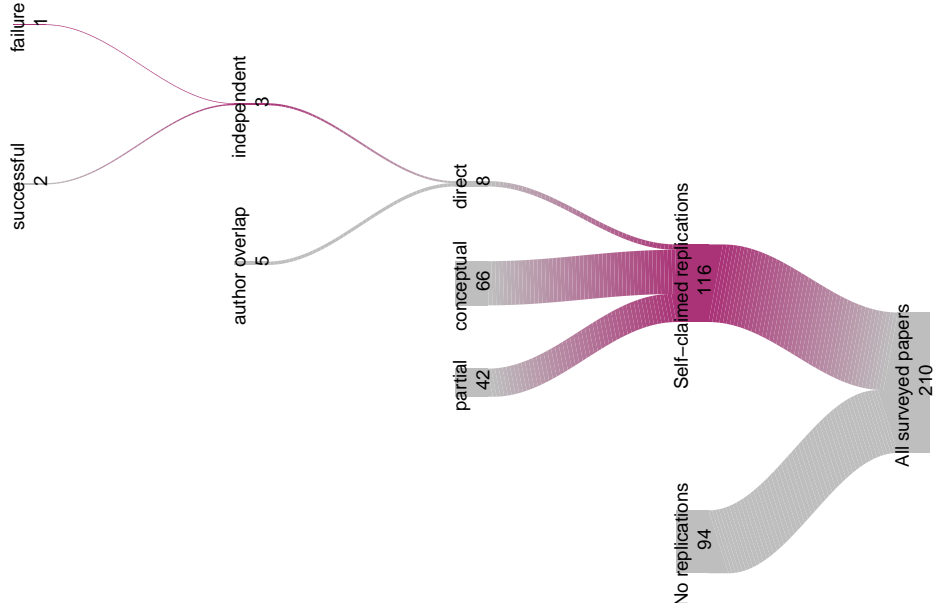 All surveyed papers
210
No replications
94
Self−claimed replications
116
partial
42
conceptual
66
direct
8
author overlap
5
independent
3
successful
2
failure
1